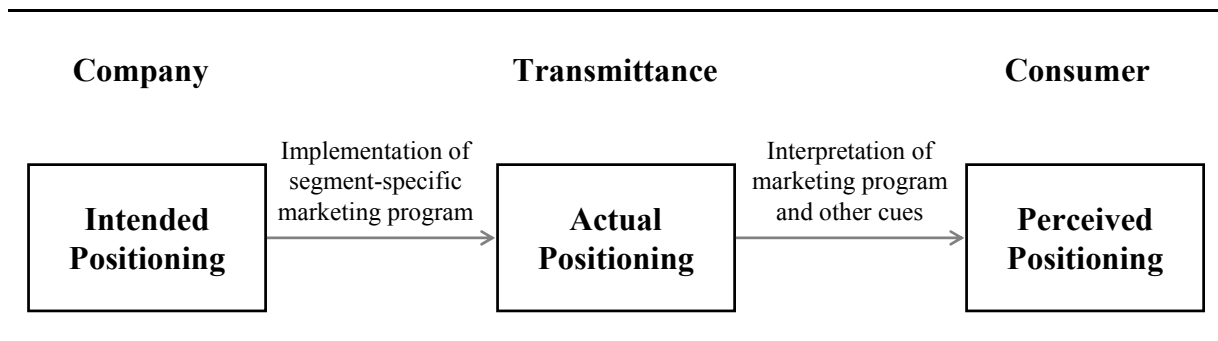 Company
Transmittance
Consumer
Implementation of
segment-specific
marketing program
Interpretation of
marketing program
and other cues
Intended
Positioning
Actual
Positioning
Perceived
Positioning